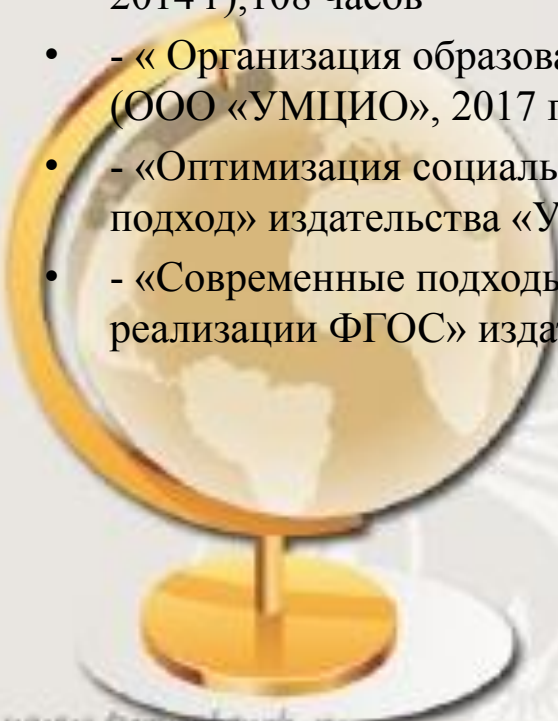 2014 г),108 часов
• - « Организация образова
(ООО «УМЦИО», 2017 г
• - «Оптимизация социаль
подход» издательства «У
• - «Современные подходы
реализации ФГОС» изда